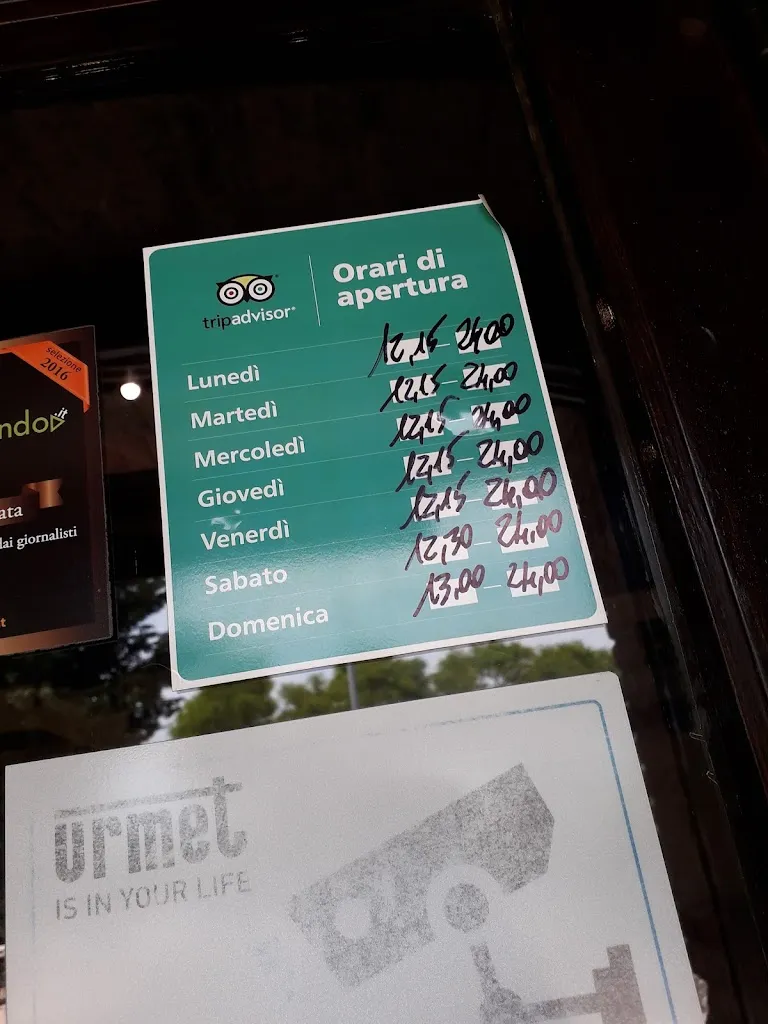 tripadvisor®
Orari di
apertura
Lunedì 12,15 - 24,00
Martedì 12,15 - 24,00
Mercoledì 12,15 - 24,00
Giovedì 12,15 - 24,00
Venerdì 12,15 - 24,00
Sabato 12,30 - 24,00
Domenica 13,00 - 24,00
selezione
2016
ndo.it
ata
dai giornalisti
t
urmet
IS IN YOUR LIFE